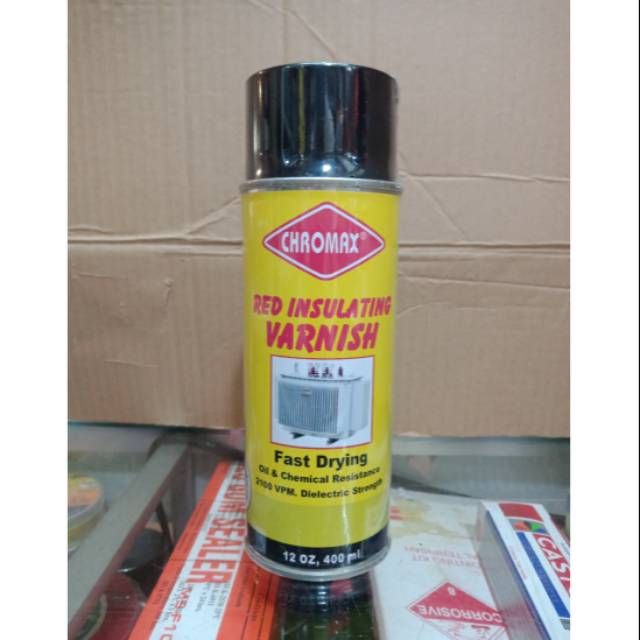 CHROMAX®
RED INSULATING
VARNISH
Fast Drying
Oil & Chemical Resistance
2100 VPM. Dielectric Strength
12 OZ, 400 ml
SEALER
CORROSIVE
8